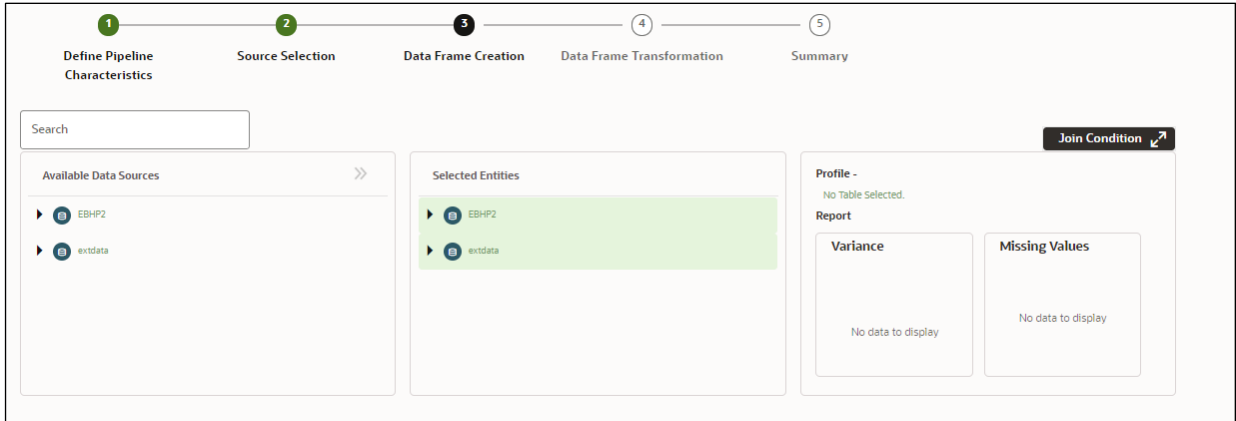 1
2
3
4
5
Define Pipeline
Characteristics
Source Selection
Data Frame Creation
Data Frame Transformation
Summary
Search
Join Condition
Available Data Sources
EBHP2
extdata
Selected Entities
EBHP2
extdata
Profile -
No Table Selected.
Report
Variance
No data to display
Missing Values
No data to display